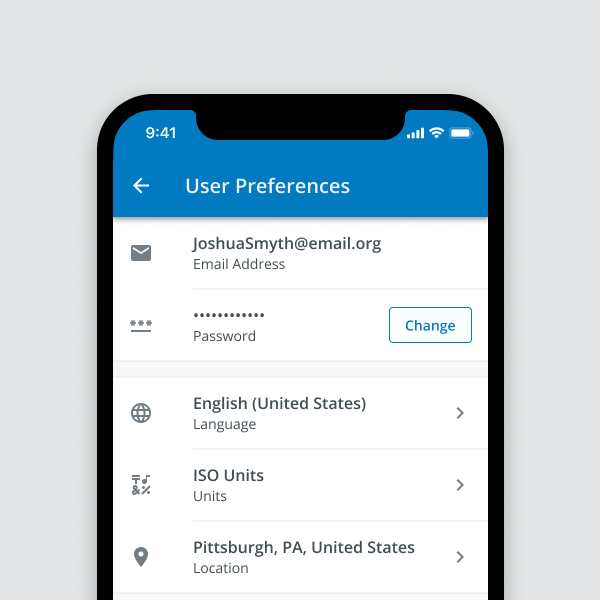 9:41
User Preferences
JoshuaSmyth@email.org
Email Address
••••••••••••
Password
Change
English (United States)
Language
ISO Units
Units
Pittsburgh, PA, United States
Location